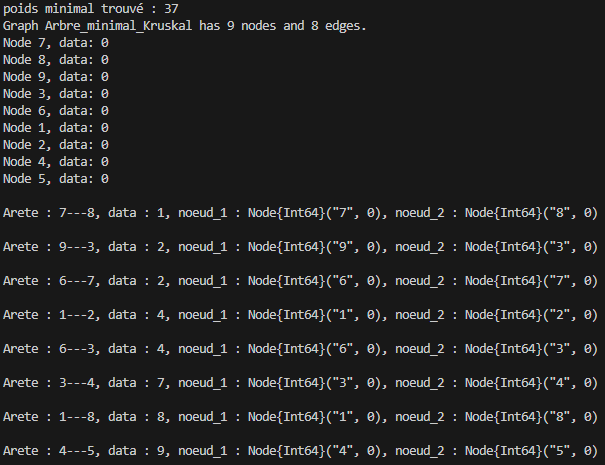 poids minimal trouvé : 37
Graph Arbre_minimal_Kruskal has 9 nodes and 8 edges.
Node 7, data: 0
Node 8, data: 0
Node 9, data: 0
Node 3, data: 0
Node 6, data: 0
Node 1, data: 0
Node 2, data: 0
Node 4, data: 0
Node 5, data: 0
Arete : 7---8, data : 1, noeud_1 : Node{Int64}("7", 0), noeud_2 : Node{Int64}("8", 0)
Arete : 9---3, data : 2, noeud_1 : Node{Int64}("9", 0), noeud_2 : Node{Int64}("3", 0)
Arete : 6---7, data : 2, noeud_1 : Node{Int64}("6", 0), noeud_2 : Node{Int64}("7", 0)
Arete : 1---2, data : 4, noeud_1 : Node{Int64}("1", 0), noeud_2 : Node{Int64}("2", 0)
Arete : 6---3, data : 4, noeud_1 : Node{Int64}("6", 0), noeud_2 : Node{Int64}("3", 0)
Arete : 3---4, data : 7, noeud_1 : Node{Int64}("3", 0), noeud_2 : Node{Int64}("4", 0)
Arete : 1---8, data : 8, noeud_1 : Node{Int64}("1", 0), noeud_2 : Node{Int64}("8", 0)
Arete : 4---5, data : 9, noeud_1 : Node{Int64}("4", 0), noeud_2 : Node{Int64}("5", 0)